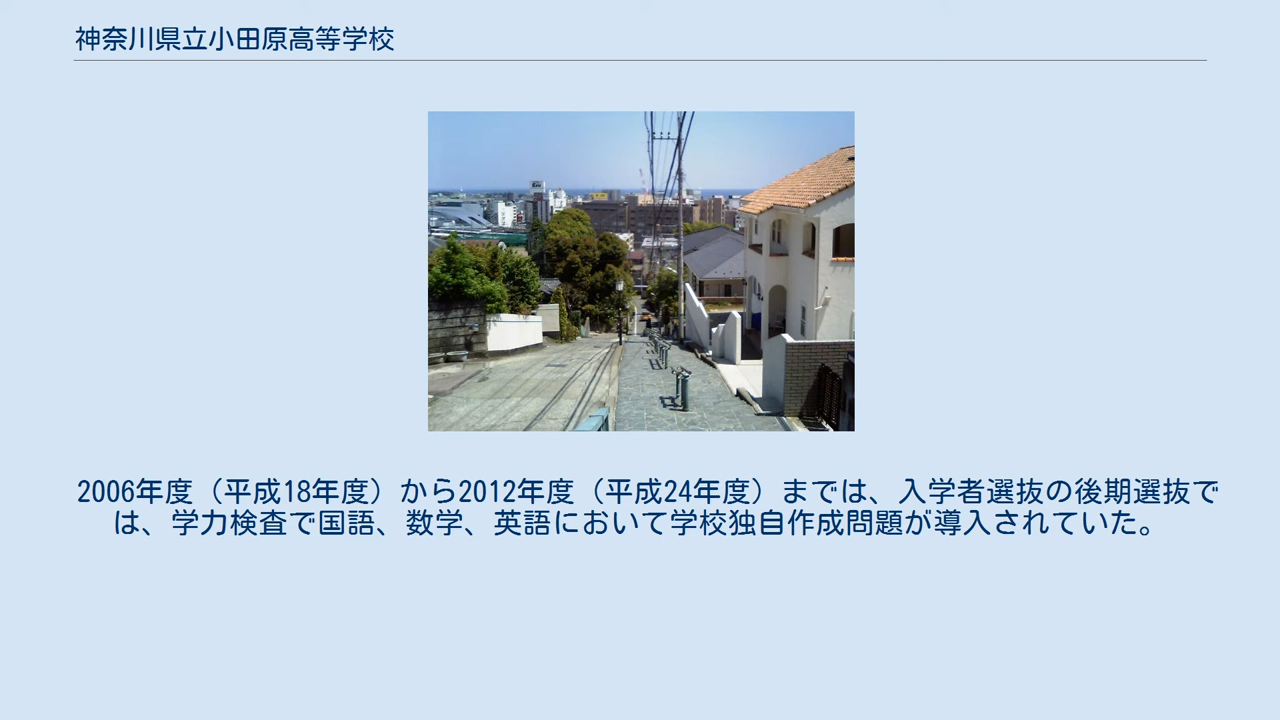 神奈川県立小田原高等学校
2006年度（平成18年度）から2012年度（平成24年度）までは、入学者選抜の後期選抜で
は、学力検査で国語、数学、英語において学校独自作成問題が導入されていた。